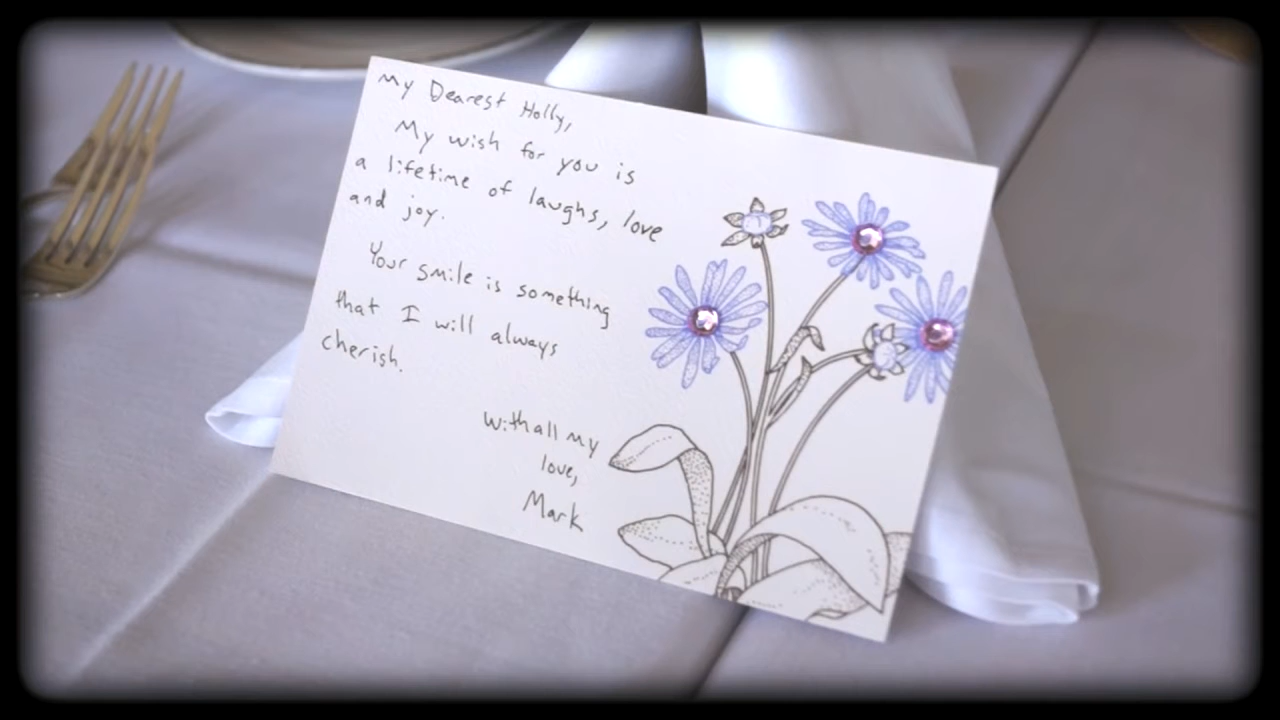 My Dearest Holly,
My wish for you is
a lifetime of laughs, love
and joy.
Your smile is something
that I will always
cherish.
With all my
love,
Mark